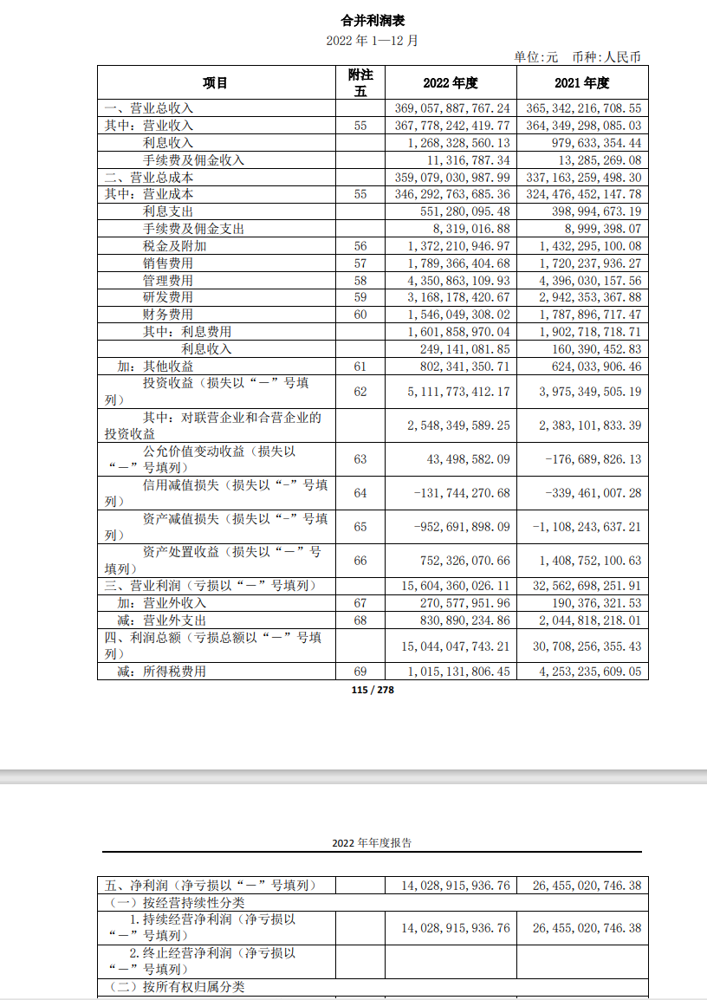 合并利润表
2022 年 1—12 月
单位:元 币种:人民币
项目 附注五 2022 年度 2021 年度
一、营业总收入 369,057,887,767.24 365,342,216,708.55
其中：营业收入 55 367,778,242,419.77 364,349,298,085.03
利息收入 1,268,328,560.13 979,633,354.44
手续费及佣金收入 11,316,787.34 13,285,269.08
二、营业总成本 359,079,030,987.99 337,163,259,498.30
其中：营业成本 55 346,292,763,685.36 324,476,452,147.78
利息支出 551,280,095.48 398,994,673.19
手续费及佣金支出 8,319,016.88 8,999,398.07
税金及附加 56 1,372,210,946.97 1,432,295,100.08
销售费用 57 1,789,366,404.68 1,720,237,936.27
管理费用 58 4,350,863,109.93 4,396,030,157.56
研发费用 59 3,168,178,420.67 2,942,353,367.88
财务费用 60 1,546,049,308.02 1,787,896,717.47
其中：利息费用 1,601,858,970.04 1,902,718,718.71
利息收入 249,141,081.85 160,390,452.83
加：其他收益 61 802,341,350.71 624,033,906.46
投资收益（损失以“－”号填
列） 62 5,111,773,412.17 3,975,349,505.19
其中：对联营企业和合营企业的
投资收益 2,548,349,589.25 2,383,101,833.39
公允价值变动收益（损失以
“－”号填列） 63 43,498,582.09 -176,689,826.13
信用减值损失（损失以“-”号填
列） 64 -131,744,270.68 -339,461,007.28
资产减值损失（损失以“-”号填
列） 65 -952,691,898.09 -1,108,243,637.21
资产处置收益（损失以“－”号
填列） 66 752,326,070.66 1,408,752,100.63
三、营业利润（亏损以“－”号填列） 15,604,360,026.11 32,562,698,251.91
加：营业外收入 67 270,577,951.96 190,376,321.53
减：营业外支出 68 830,890,234.86 2,044,818,218.01
四、利润总额（亏损总额以“－”号填
列） 15,044,047,743.21 30,708,256,355.43
减：所得税费用 69 1,015,131,806.45 4,253,235,609.05
115 / 278
2022 年年度报告
五、净利润（净亏损以“－”号填列） 14,028,915,936.76 26,455,020,746.38
（一）按经营持续性分类
1.持续经营净利润（净亏损以
“－”号填列） 14,028,915,936.76 26,455,020,746.38
2.终止经营净利润（净亏损以
“－”号填列）
（二）按所有权归属分类